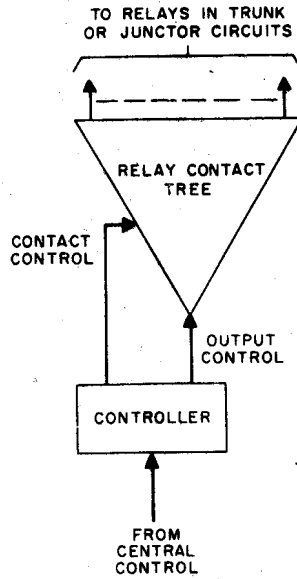 TO RELAYS IN TRUNK
OR JUNCTOR CIRCUITS
RELAY CONTACT
TREE
CONTACT
CONTROL
OUTPUT
CONTROL
CONTROLLER
FROM
CENTRAL
CONTROL